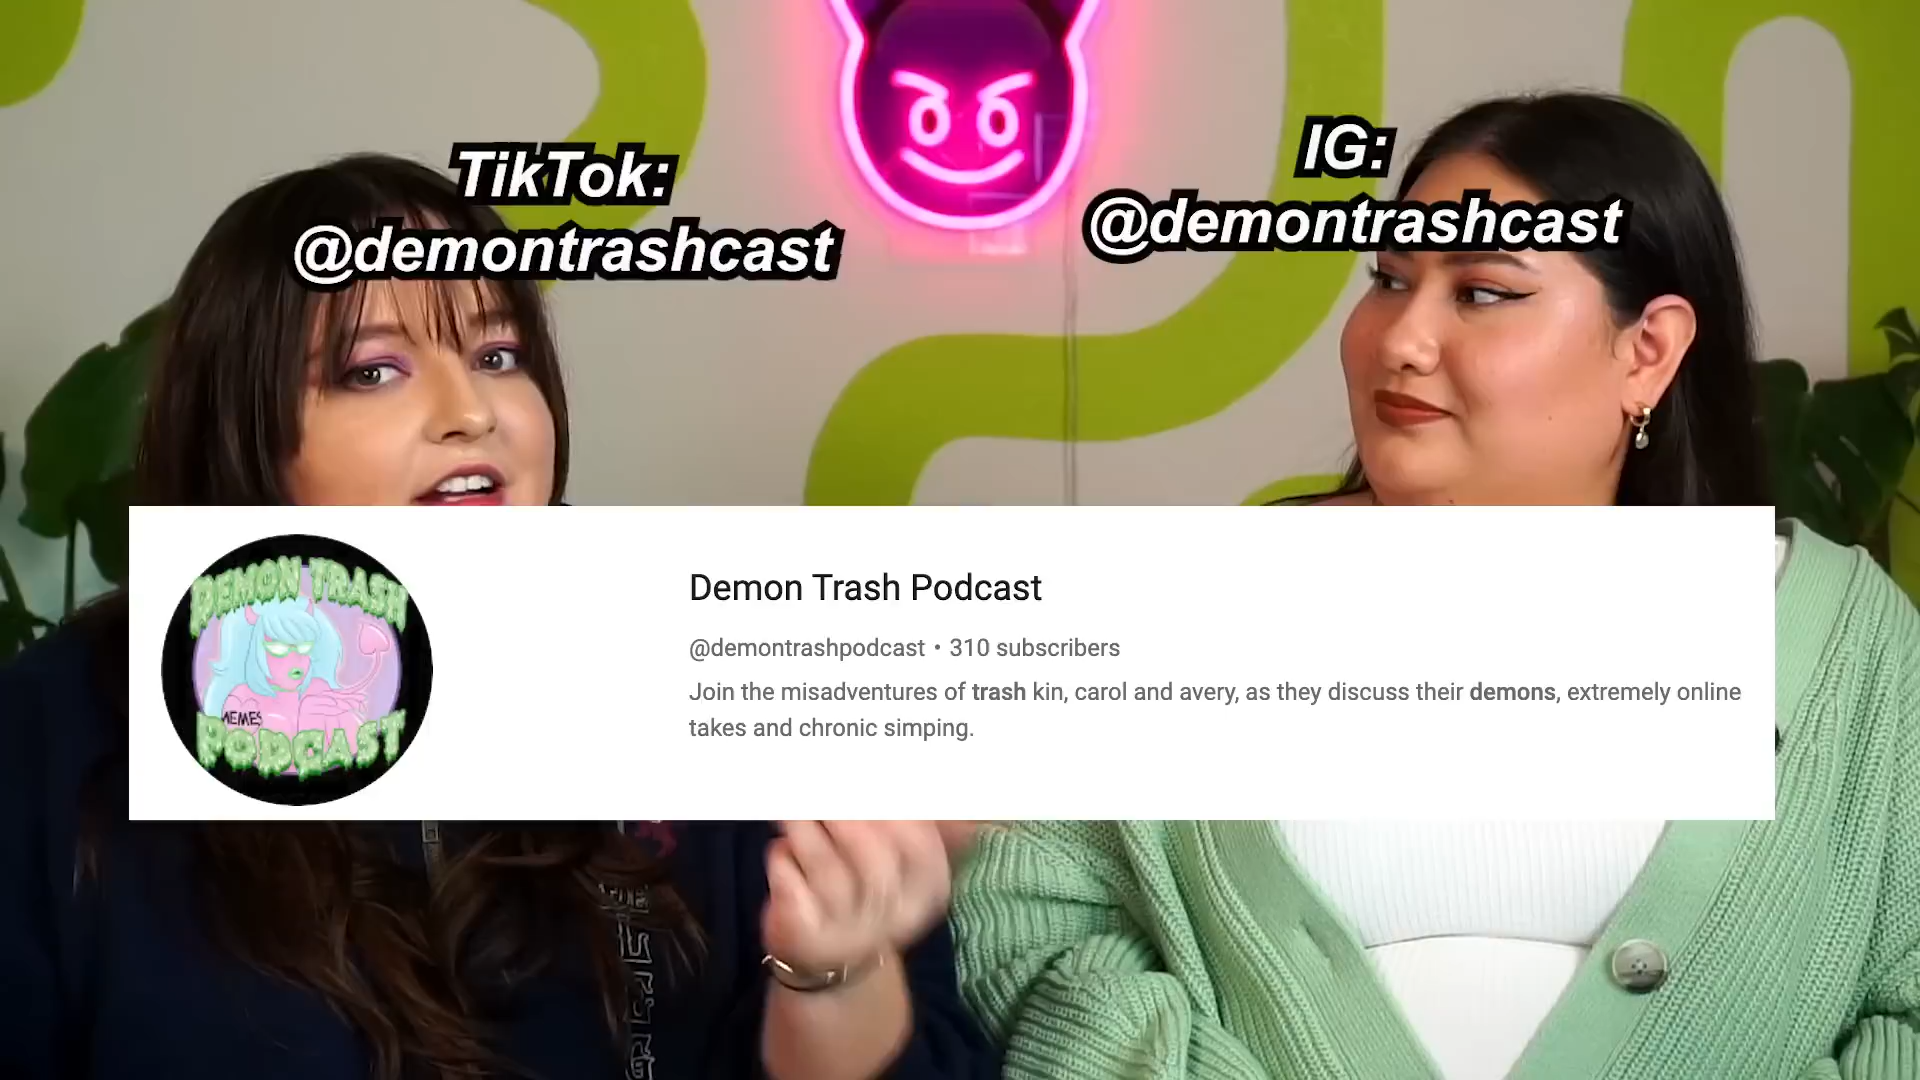 TikTok:
@demontrashcast
IG:
@demontrashcast
DEMON TRASH
MEMES
PODCAST
Demon Trash Podcast
@demontrashpodcast • 310 subscribers
Join the misadventures of trash kin, carol and avery, as they discuss their demons, extremely online
takes and chronic simping.